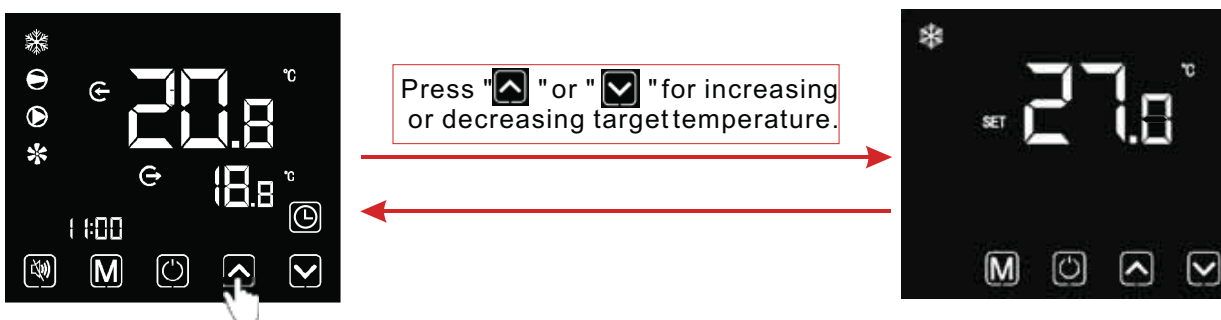 20.8 °C
18.8 °C
11:00
M
Press " " or " " for increasing
or decreasing target temperature.
°C
SET 27.8
M